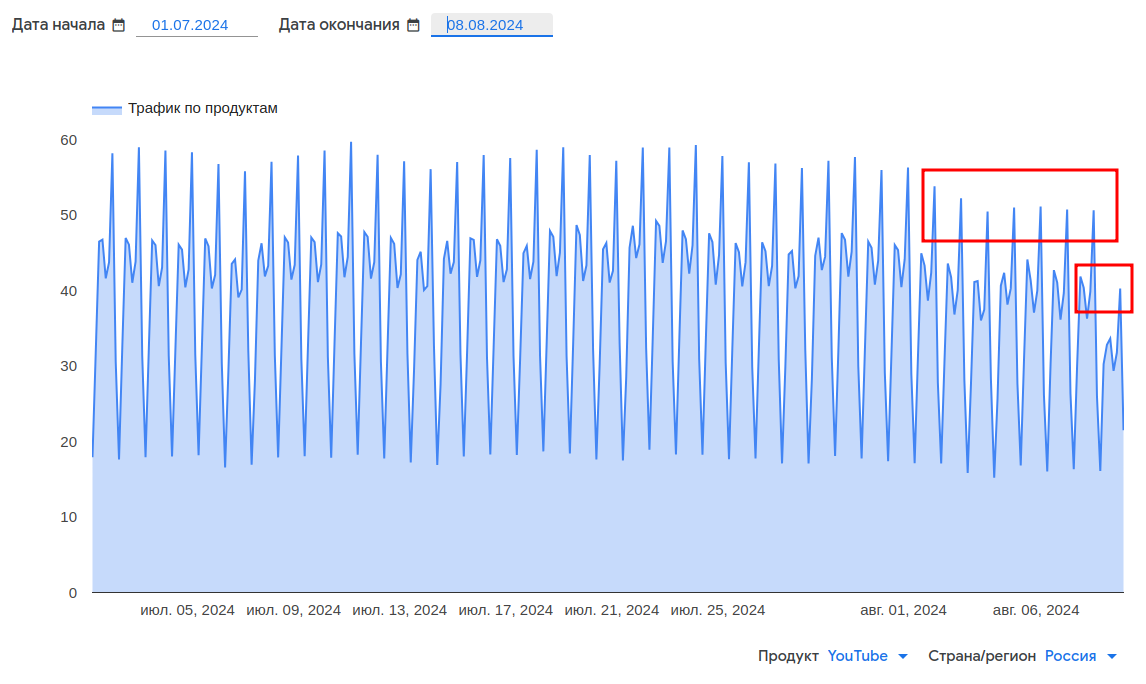 Дата начала 01.07.2024 Дата окончания 08.08.2024
Трафик по продуктам
60
50
40
30
20
10
0
июл. 05, 2024 июл. 09, 2024 июл. 13, 2024 июл. 17, 2024 июл. 21, 2024 июл. 25, 2024 авг. 01, 2024 авг. 06, 2024
Продукт YouTube Страна/регион Россия